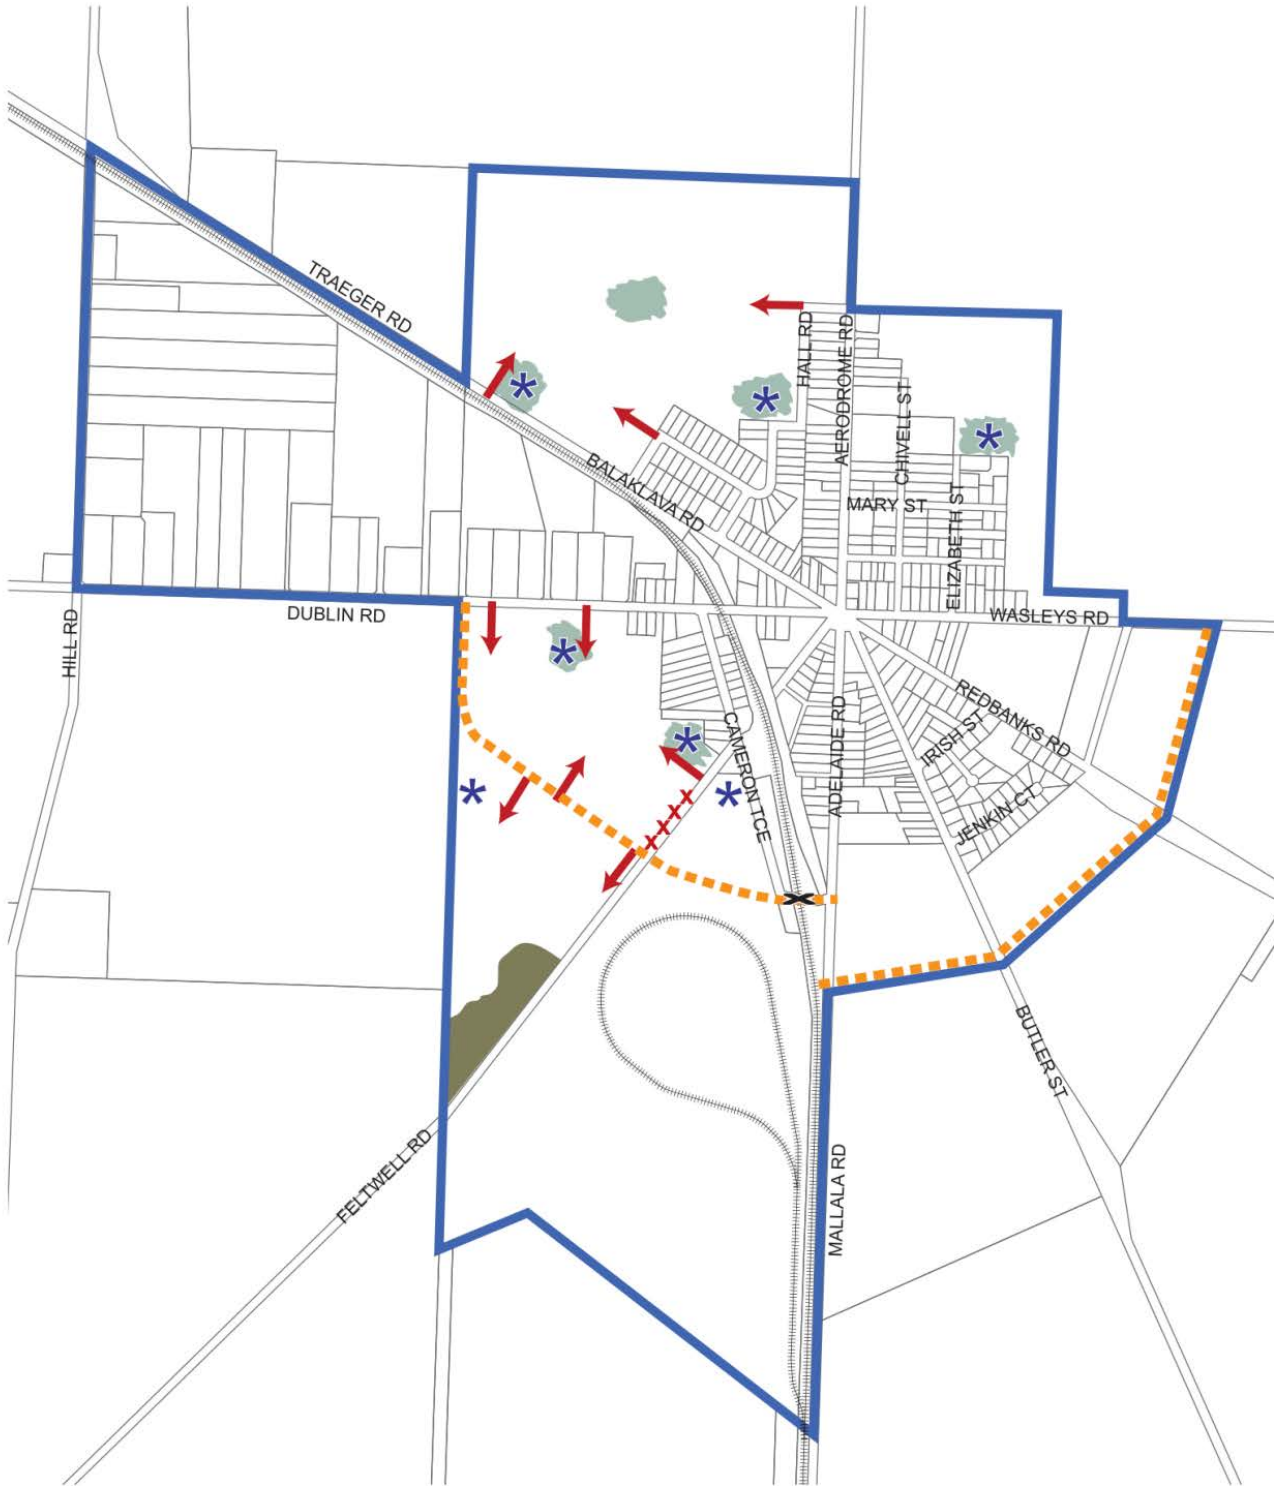 TRAEGER RD
HALL RD
AERODROME RD
CHIVELL ST
BALAKLAVA RD
MARY ST
ELIZABETH ST
DUBLIN RD
WASLEYS RD
HILL RD
REDBANKS RD
CAMERON TCE
ADELAIDE RD
IRISH ST
JENKIN CT
BUTLER ST
FELTWELL RD
MALLALA RD